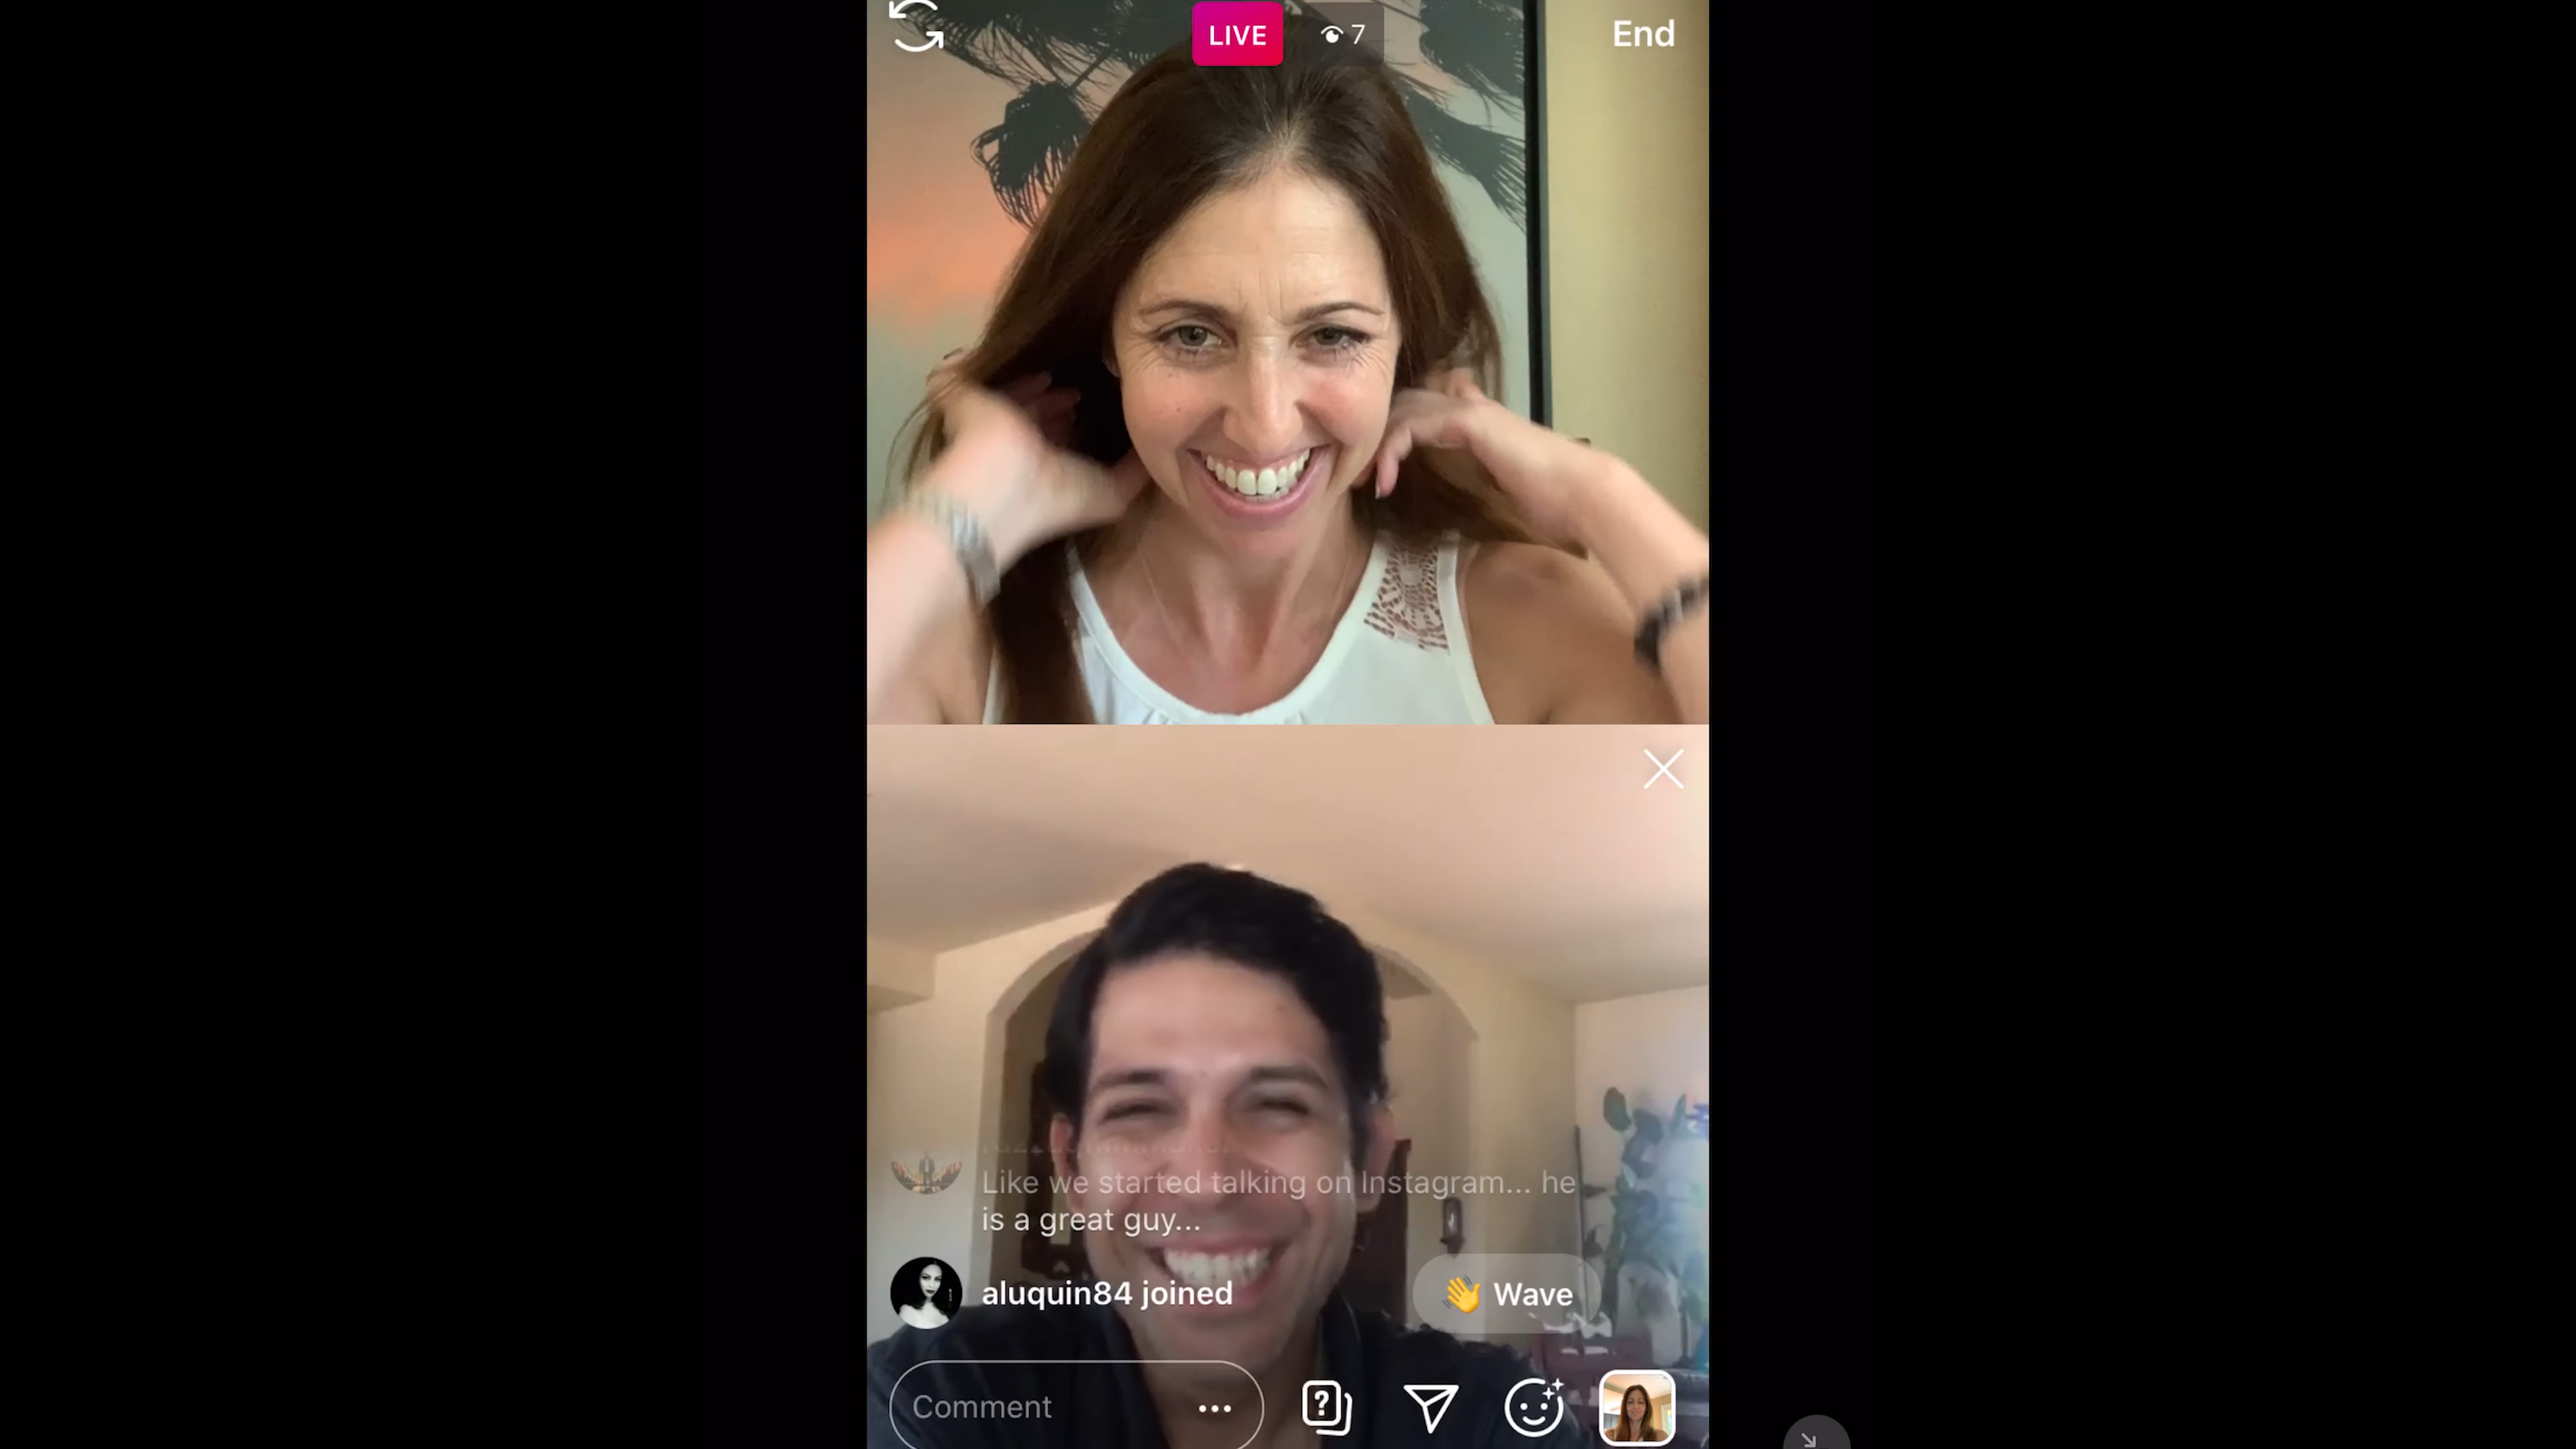 LIVE
7
End
Like we started talking on Instagram... he
is a great guy...
aluquin84 joined
👋 Wave
Comment
?